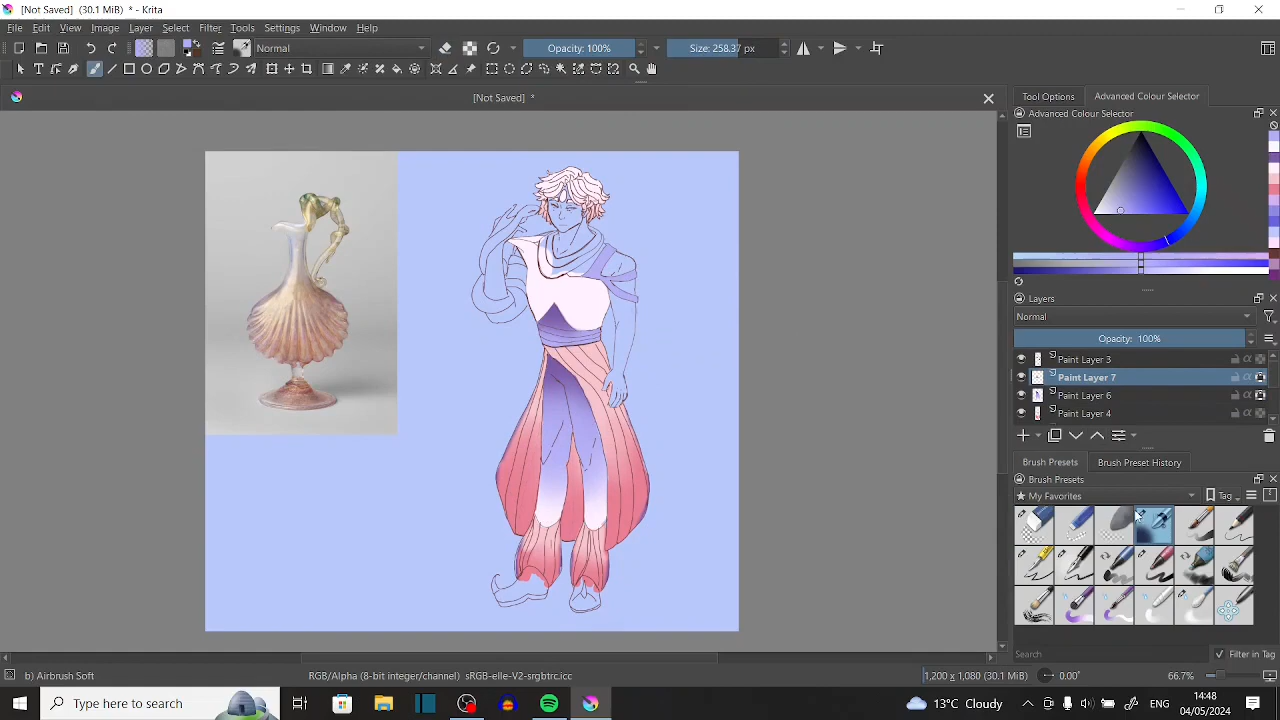 [Not Saved] (30.1 MiB) * - Krita
File Edit View Image Layer Select Filter Tools Settings Window Help
Normal Opacity: 100% Size: 258.37 px
[Not Saved] *
Tool Options Advanced Colour Selector
Advanced Colour Selector
Layers
Normal
Opacity: 100%
Paint Layer 3
Paint Layer 7
Paint Layer 6
Paint Layer 4
Brush Presets Brush Preset History
Brush Presets
My Favorites Tag
Search Filter in Tag
b) Airbrush Soft RGB/Alpha (8-bit integer/channel) sRGB-elle-V2-srgbtrc.icc 1,200 x 1,080 (30.1 MiB) 0.00° 66.7%
Type here to search 13°C Cloudy ENG 14:48
04/05/2024